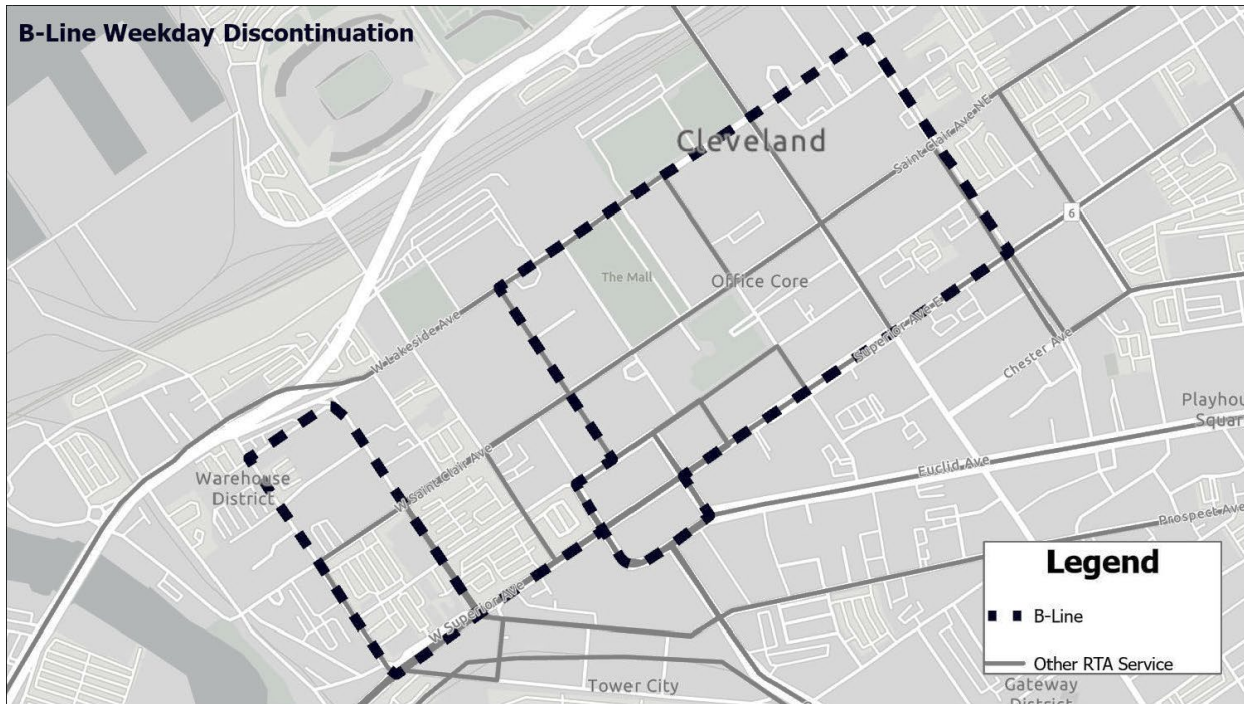 B-Line Weekday Discontinuation
Cleveland
Saint Clair Ave NE
6
The Mall
Office Core
W Lakeside Ave
Superior Ave E
Chester Ave
Playhou
Squar
Warehouse
District
W Saint Clair Ave
Euclid Ave
Prospect Ave
Legend
B-Line
Other RTA Service
W Superior Ave
Tower City
Gateway
District